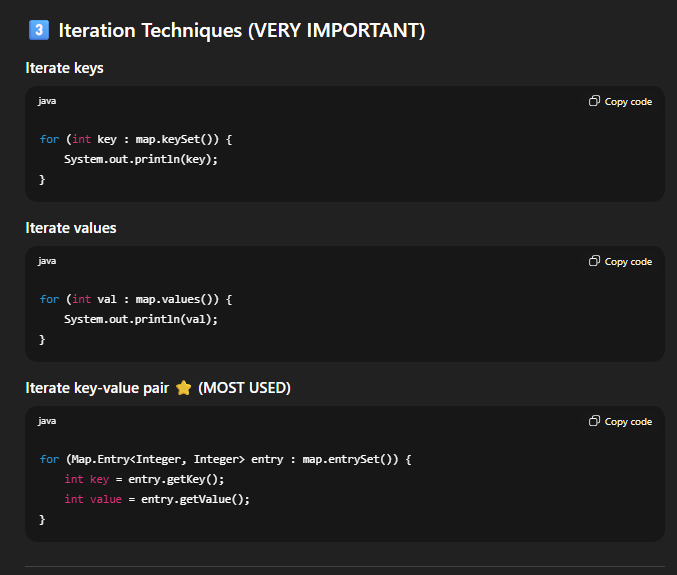 3 Iteration Techniques (VERY IMPORTANT)
Iterate keys
java Copy code
for (int key : map.keySet()) {
    System.out.println(key);
}
Iterate values
java Copy code
for (int val : map.values()) {
    System.out.println(val);
}
Iterate key-value pair ⭐ (MOST USED)
java Copy code
for (Map.Entry<Integer, Integer> entry : map.entrySet()) {
    int key = entry.getKey();
    int value = entry.getValue();
}